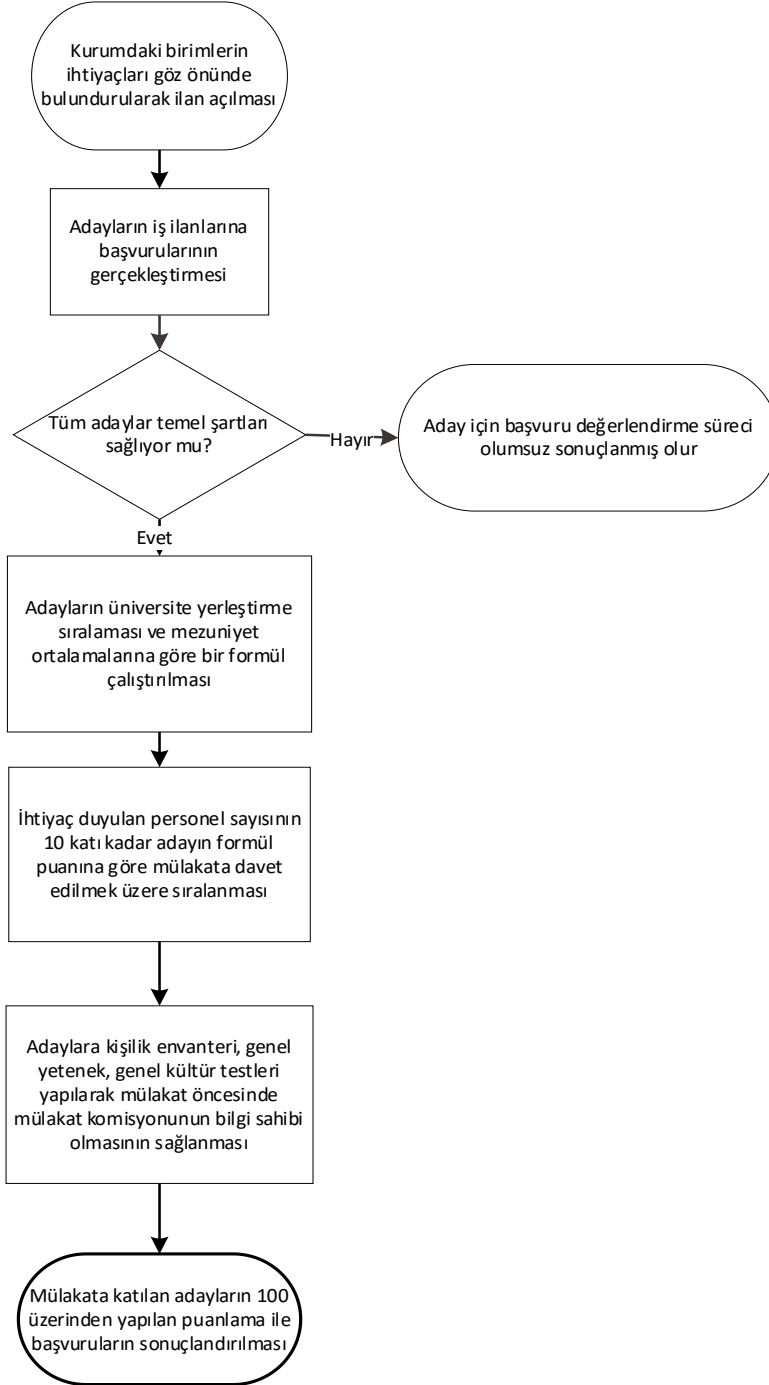 Kurumdaki birimlerin
ihtiyaçları göz önünde
bulundurularak ilan açılması
Adayların iş ilanlarına
başvurularının
gerçekleştirmesi
Tüm adaylar temel şartları
sağlıyor mu?
Hayır
Aday için başvuru değerlendirme süreci
olumsuz sonuçlanmış olur
Evet
Adayların üniversite yerleştirme
sıralaması ve mezuniyet
ortalamalarına göre bir formül
çalıştırılması
İhtiyaç duyulan personel sayısının
10 katı kadar adayın formül
puanına göre mülakata davet
edilmek üzere sıralanması
Adaylara kişilik envanteri, genel
yetenek, genel kültür testleri
yapılarak mülakat öncesinde
mülakat komisyonunun bilgi sahibi
olmasının sağlanması
Mülakata katılan adayların 100
üzerinden yapılan puanlama ile
başvuruların sonuçlandırılması